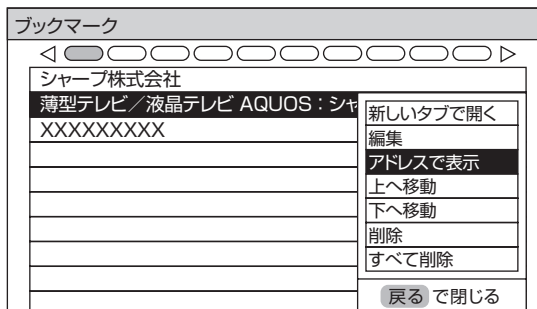 ブックマーク
シャープ株式会社
薄型テレビ／液晶テレビ AQUOS：シャ
XXXXXXXXX
新しいタブで開く
編集
アドレスで表示
上へ移動
下へ移動
削除
すべて削除
戻る で閉じる